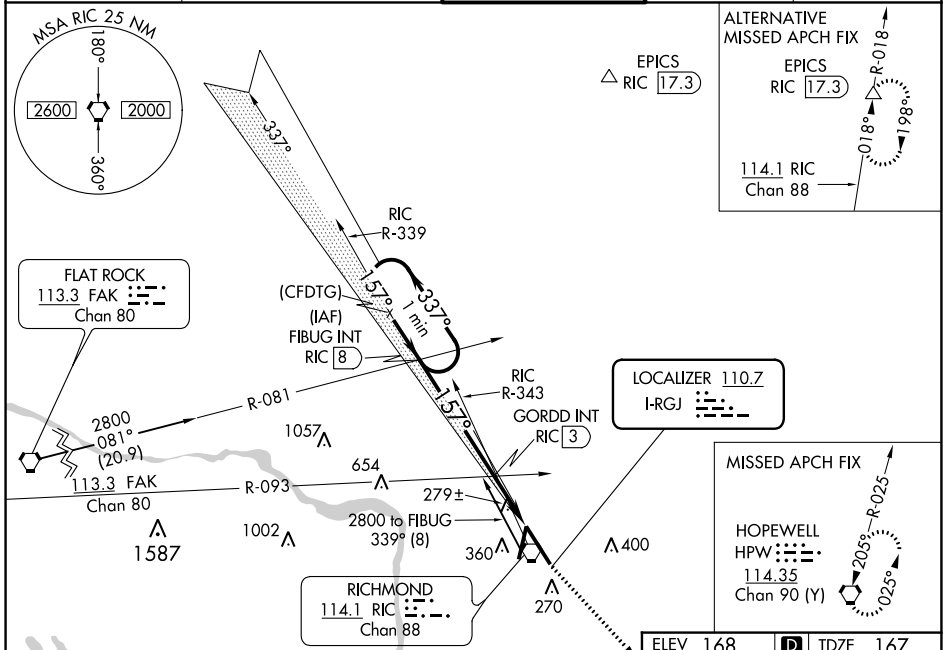 MSA RIC 25 NM
180°
2600
2000
360°
EPICS
RIC 17.3
ALTERNATIVE
MISSED APCH FIX
EPICS
RIC 17.3
R-018
018°
198°
114.1 RIC
Chan 88
337°
RIC
R-339
FLAT ROCK
113.3 FAK
Chan 80
(CFDTG)
(IAF)
FIBUG INT
RIC 8
157°
337°
1 min
R-081
2800
081°
(20.9)
113.3 FAK
Chan 80
R-093
RIC
R-343
157°
GORDD INT
RIC 3
LOCALIZER 110.7
I-RGJ
1057
654
279±
1587
1002
2800 to FIBUG
339° (8)
360
400
270
RICHMOND
114.1 RIC
Chan 88
MISSED APCH FIX
HOPEWELL
HPW
114.35
Chan 90 (Y)
R-025
205°
025°
ELEV 168
D
TDZE 167